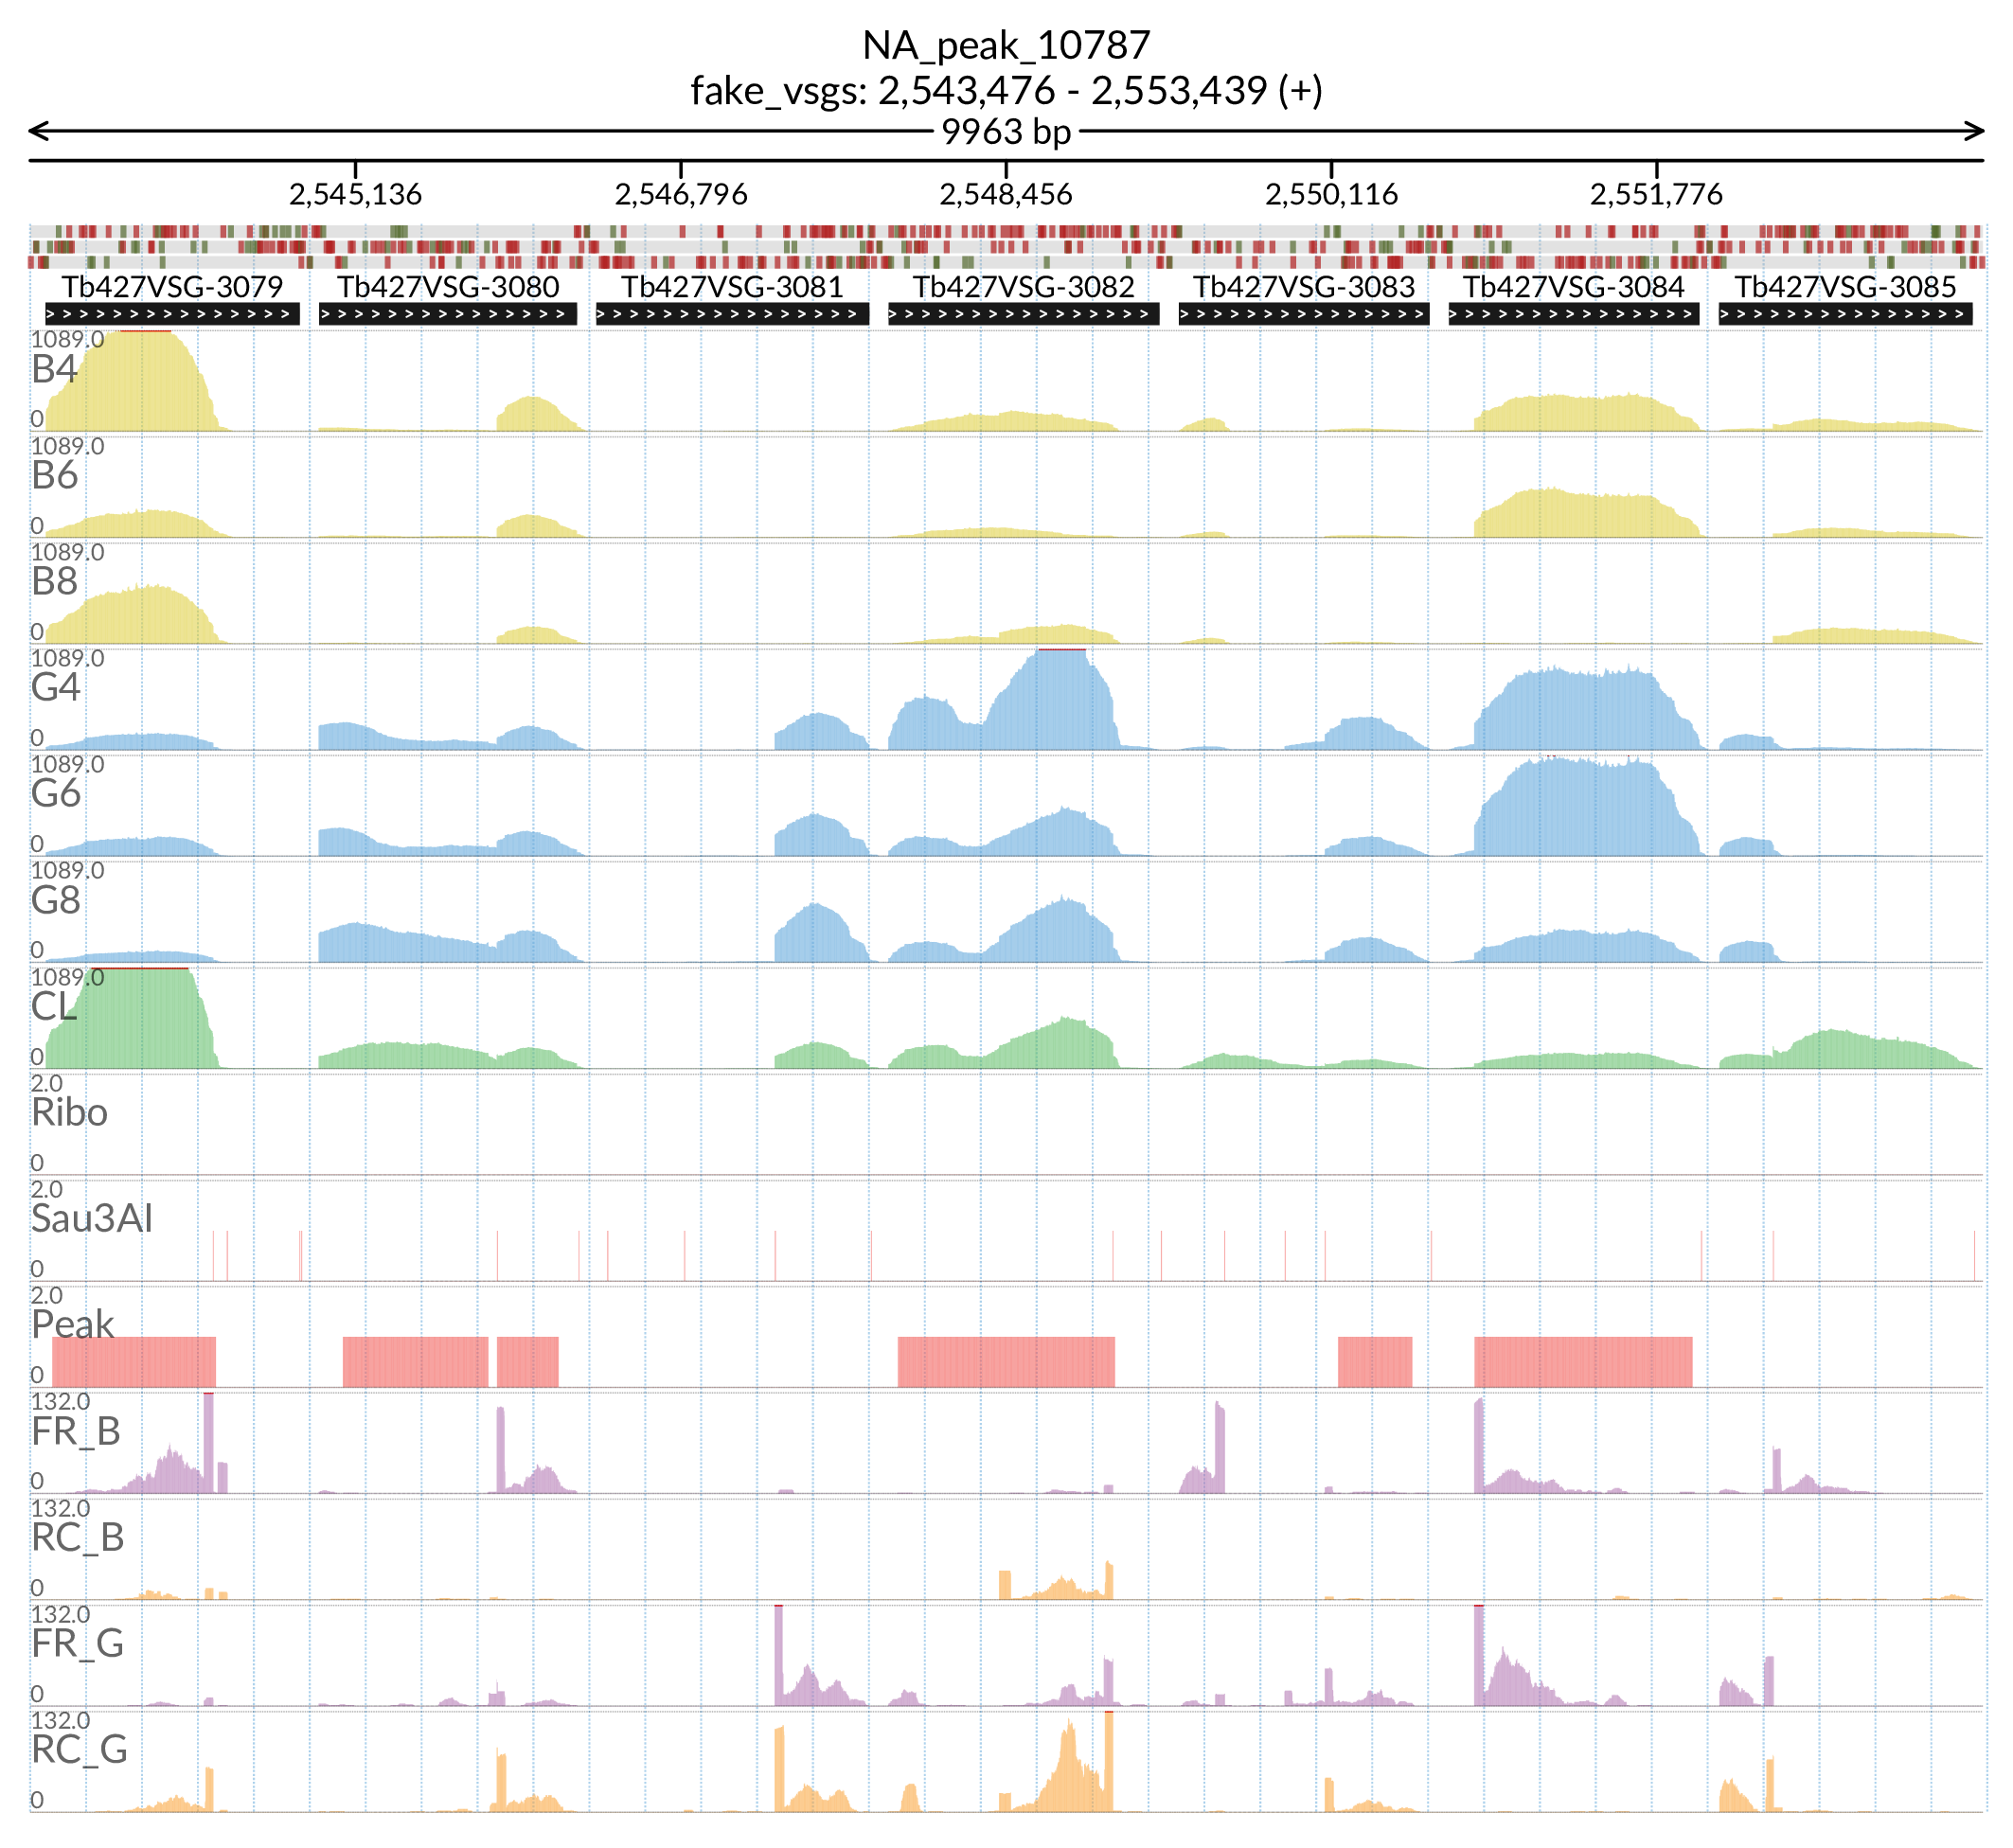 NA_peak_10787
fake_vsgs: 2,543,476 - 2,553,439 (+)
9963 bp
2,545,136 2,546,796 2,548,456 2,550,116 2,551,776
Tb427VSG-3079 Tb427VSG-3080 Tb427VSG-3081 Tb427VSG-3082 Tb427VSG-3083 Tb427VSG-3084 Tb427VSG-3085
1089.0
B4
0
1089.0
B6
0
1089.0
B8
0
1089.0
G4
0
1089.0
G6
0
1089.0
G8
0
1089.0
CL
0
2.0
Ribo
0
2.0
Sau3AI
0
2.0
Peak
0
132.0
FR_B
0
132.0
RC_B
0
132.0
FR_G
0
132.0
RC_G
0